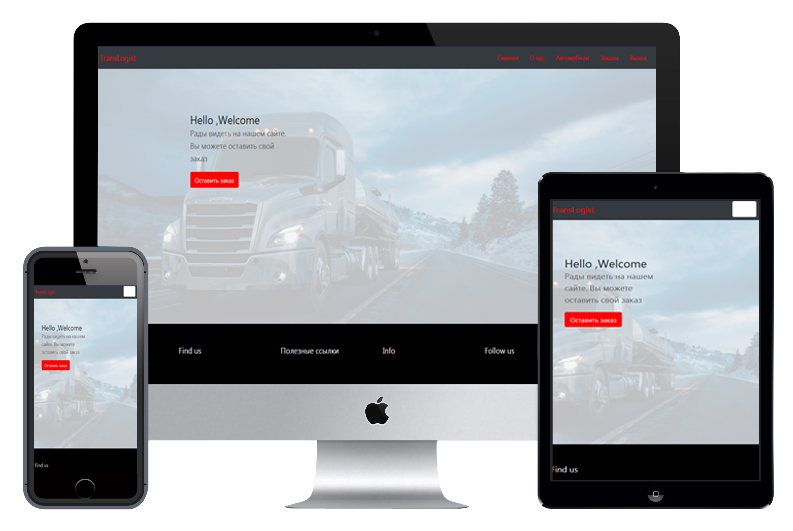 TransLogist
Главная О нас Автомобили Заказы Выход
Hello ,Welcome
Рады видеть на нашем сайте.
Вы можете оставить свой
заказ
Оставить заказ
Find us Полезные ссылки Info Follow us
TransLogist
Hello ,Welcome
Рады видеть на нашем
сайте. Вы можете
оставить свой заказ
Оставить заказ
Find us
TransLogist
Hello ,Welcome
Рады видеть на нашем
сайте. Вы можете
оставить свой заказ
Оставить заказ
Find us